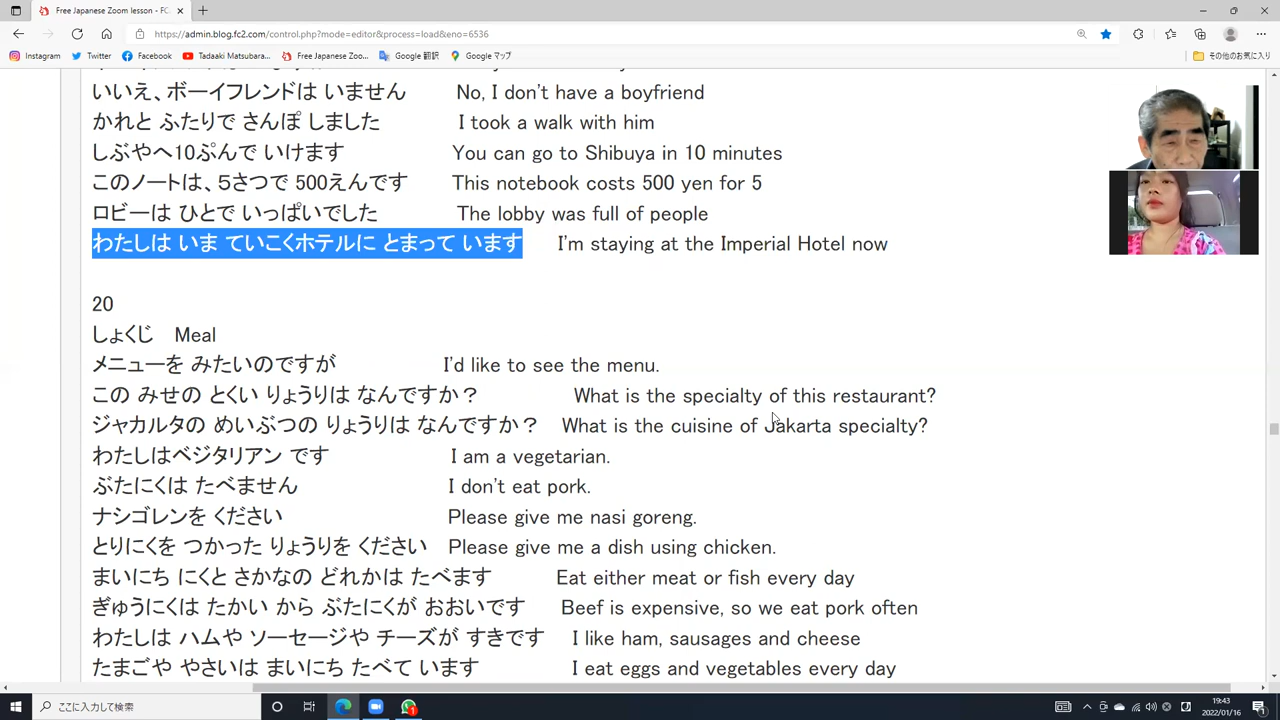 Free Japanese Zoom lesson - FC2
https://admin.blog.fc2.com/control.php?mode=editor&process=load&eno=6536
Instagram Twitter Facebook Tadaaki Matsubara... Free Japanese Zoo... Google 翻訳 Google マップ その他のお気に入り
いいえ、ボーイフレンドは いません No, I don't have a boyfriend
かれと ふたりで さんぽ しました I took a walk with him
しぶやへ10ぷんで いけます You can go to Shibuya in 10 minutes
このノートは、5さつで 500えんです This notebook costs 500 yen for 5
ロビーは ひとで いっぱいでした The lobby was full of people
わたしは いま ていこくホテルに とまって います I'm staying at the Imperial Hotel now
20
しょくじ Meal
メニューを みたいのですが I'd like to see the menu.
この みせの とくい りょうりは なんですか？ What is the specialty of this restaurant?
ジャカルタの めいぶつの りょうりは なんですか？ What is the cuisine of Jakarta specialty?
わたしはベジタリアン です I am a vegetarian.
ぶたにくは たべません I don't eat pork.
ナシゴレンを ください Please give me nasi goreng.
とりにくを つかった りょうりを ください Please give me a dish using chicken.
まいにち にくと さかなの どれかは たべます Eat either meat or fish every day
ぎゅうにくは たかい から ぶたにくが おおいです Beef is expensive, so we eat pork often
わたしは ハムや ソーセージや チーズが すきです I like ham, sausages and cheese
たまごや やさいは まいにち たべて います I eat eggs and vegetables every day
ここに入力して検索
19:43
2022/01/16